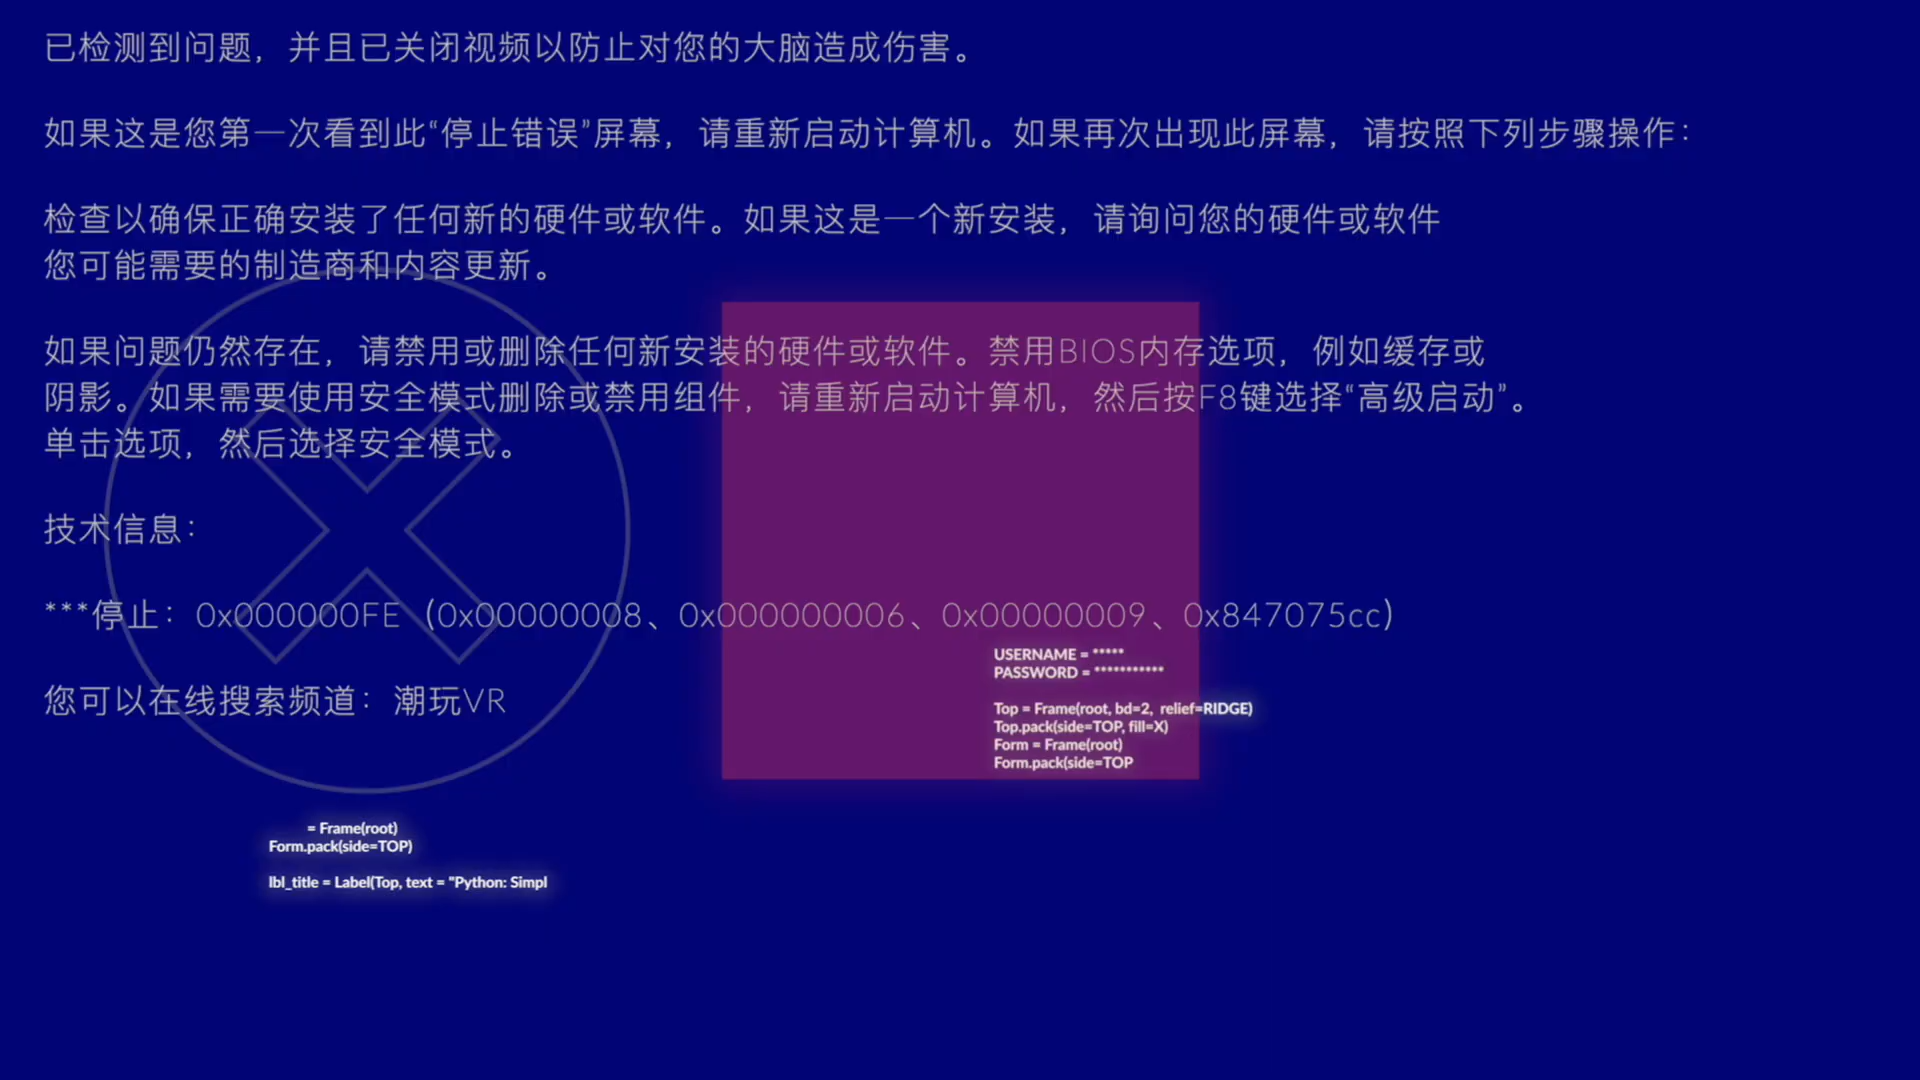 已检测到问题，并且已关闭视频以防止对您的大脑造成伤害。
如果这是您第一次看到此“停止错误”屏幕，请重新启动计算机。如果再次出现此屏幕，请按照下列步骤操作：
检查以确保正确安装了任何新的硬件或软件。如果这是一个新安装，请询问您的硬件或软件
您可能需要的制造商和内容更新。
如果问题仍然存在，请禁用或删除任何新安装的硬件或软件。禁用BIOS内存选项，例如缓存或
阴影。如果需要使用安全模式删除或禁用组件，请重新启动计算机，然后按F8键选择“高级启动”。
单击选项，然后选择安全模式。
技术信息：
***停止：0x000000FE（0x00000008、0x000000006、0x00000009、0x847075cc）
您可以在线搜索频道：潮玩VR
USERNAME = *****
PASSWORD = ***********
Top = Frame(root, bd=2, relief=RIDGE)
Top.pack(side=TOP, fill=X)
Form = Frame(root)
Form.pack(side=TOP
= Frame(root)
Form.pack(side=TOP)
lbl_title = Label(Top, text = "Python: Simpl